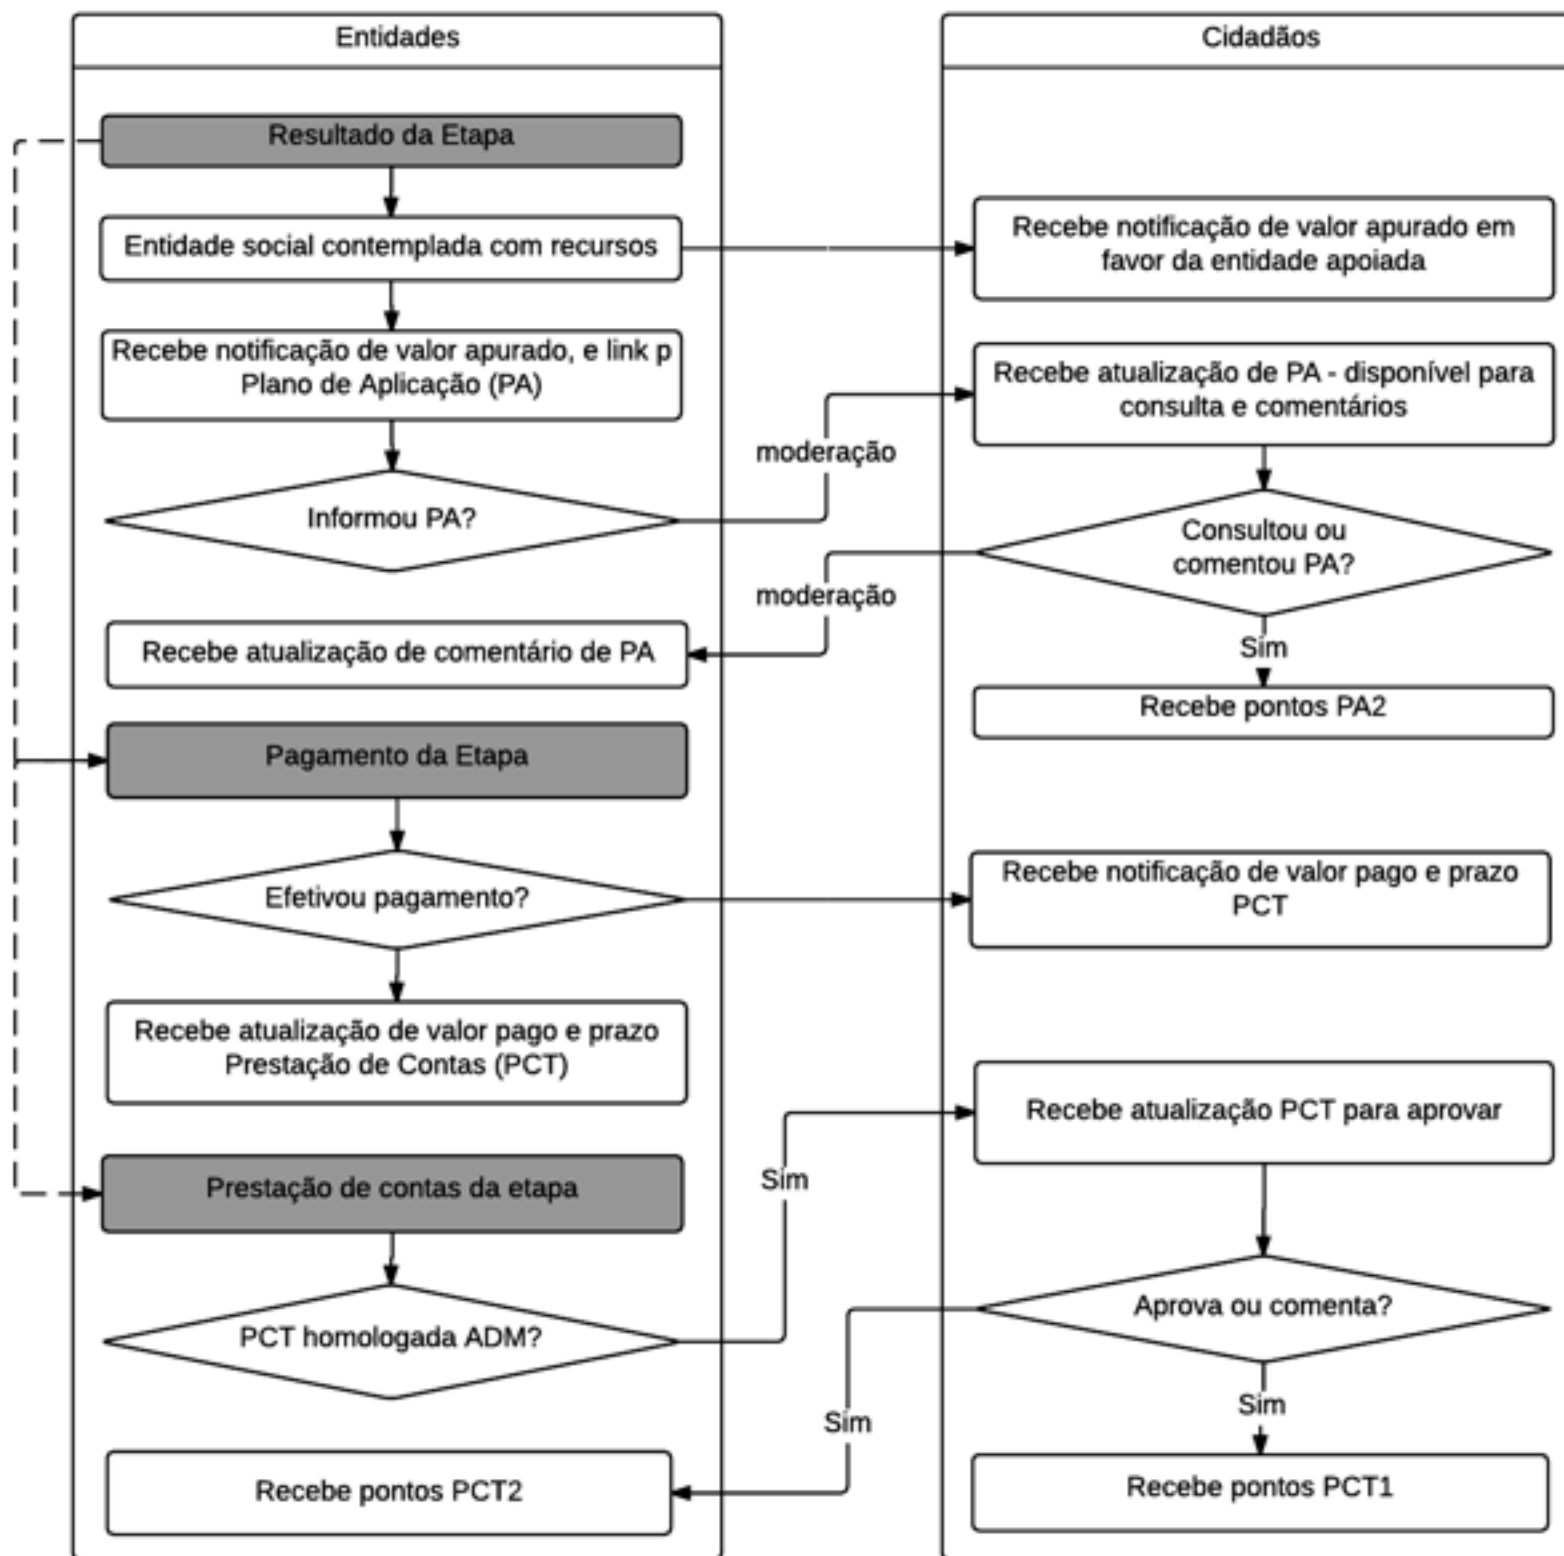 Entidades
Resultado da Etapa
Entidade social contemplada com recursos
Recebe notificação de valor apurado, e link p
Plano de Aplicação (PA)
Informou PA?
moderação
moderação
Recebe atualização de comentário de PA
Pagamento da Etapa
Efetivou pagamento?
Recebe atualização de valor pago e prazo
Prestação de Contas (PCT)
Prestação de contas da etapa
PCT homologada ADM?
Sim
Sim
Recebe pontos PCT2
Cidadãos
Recebe notificação de valor apurado em
favor da entidade apoiada
Recebe atualização de PA - disponível para
consulta e comentários
Consultou ou
comentou PA?
Sim
Recebe pontos PA2
Recebe notificação de valor pago e prazo
PCT
Recebe atualização PCT para aprovar
Aprova ou comenta?
Sim
Recebe pontos PCT1